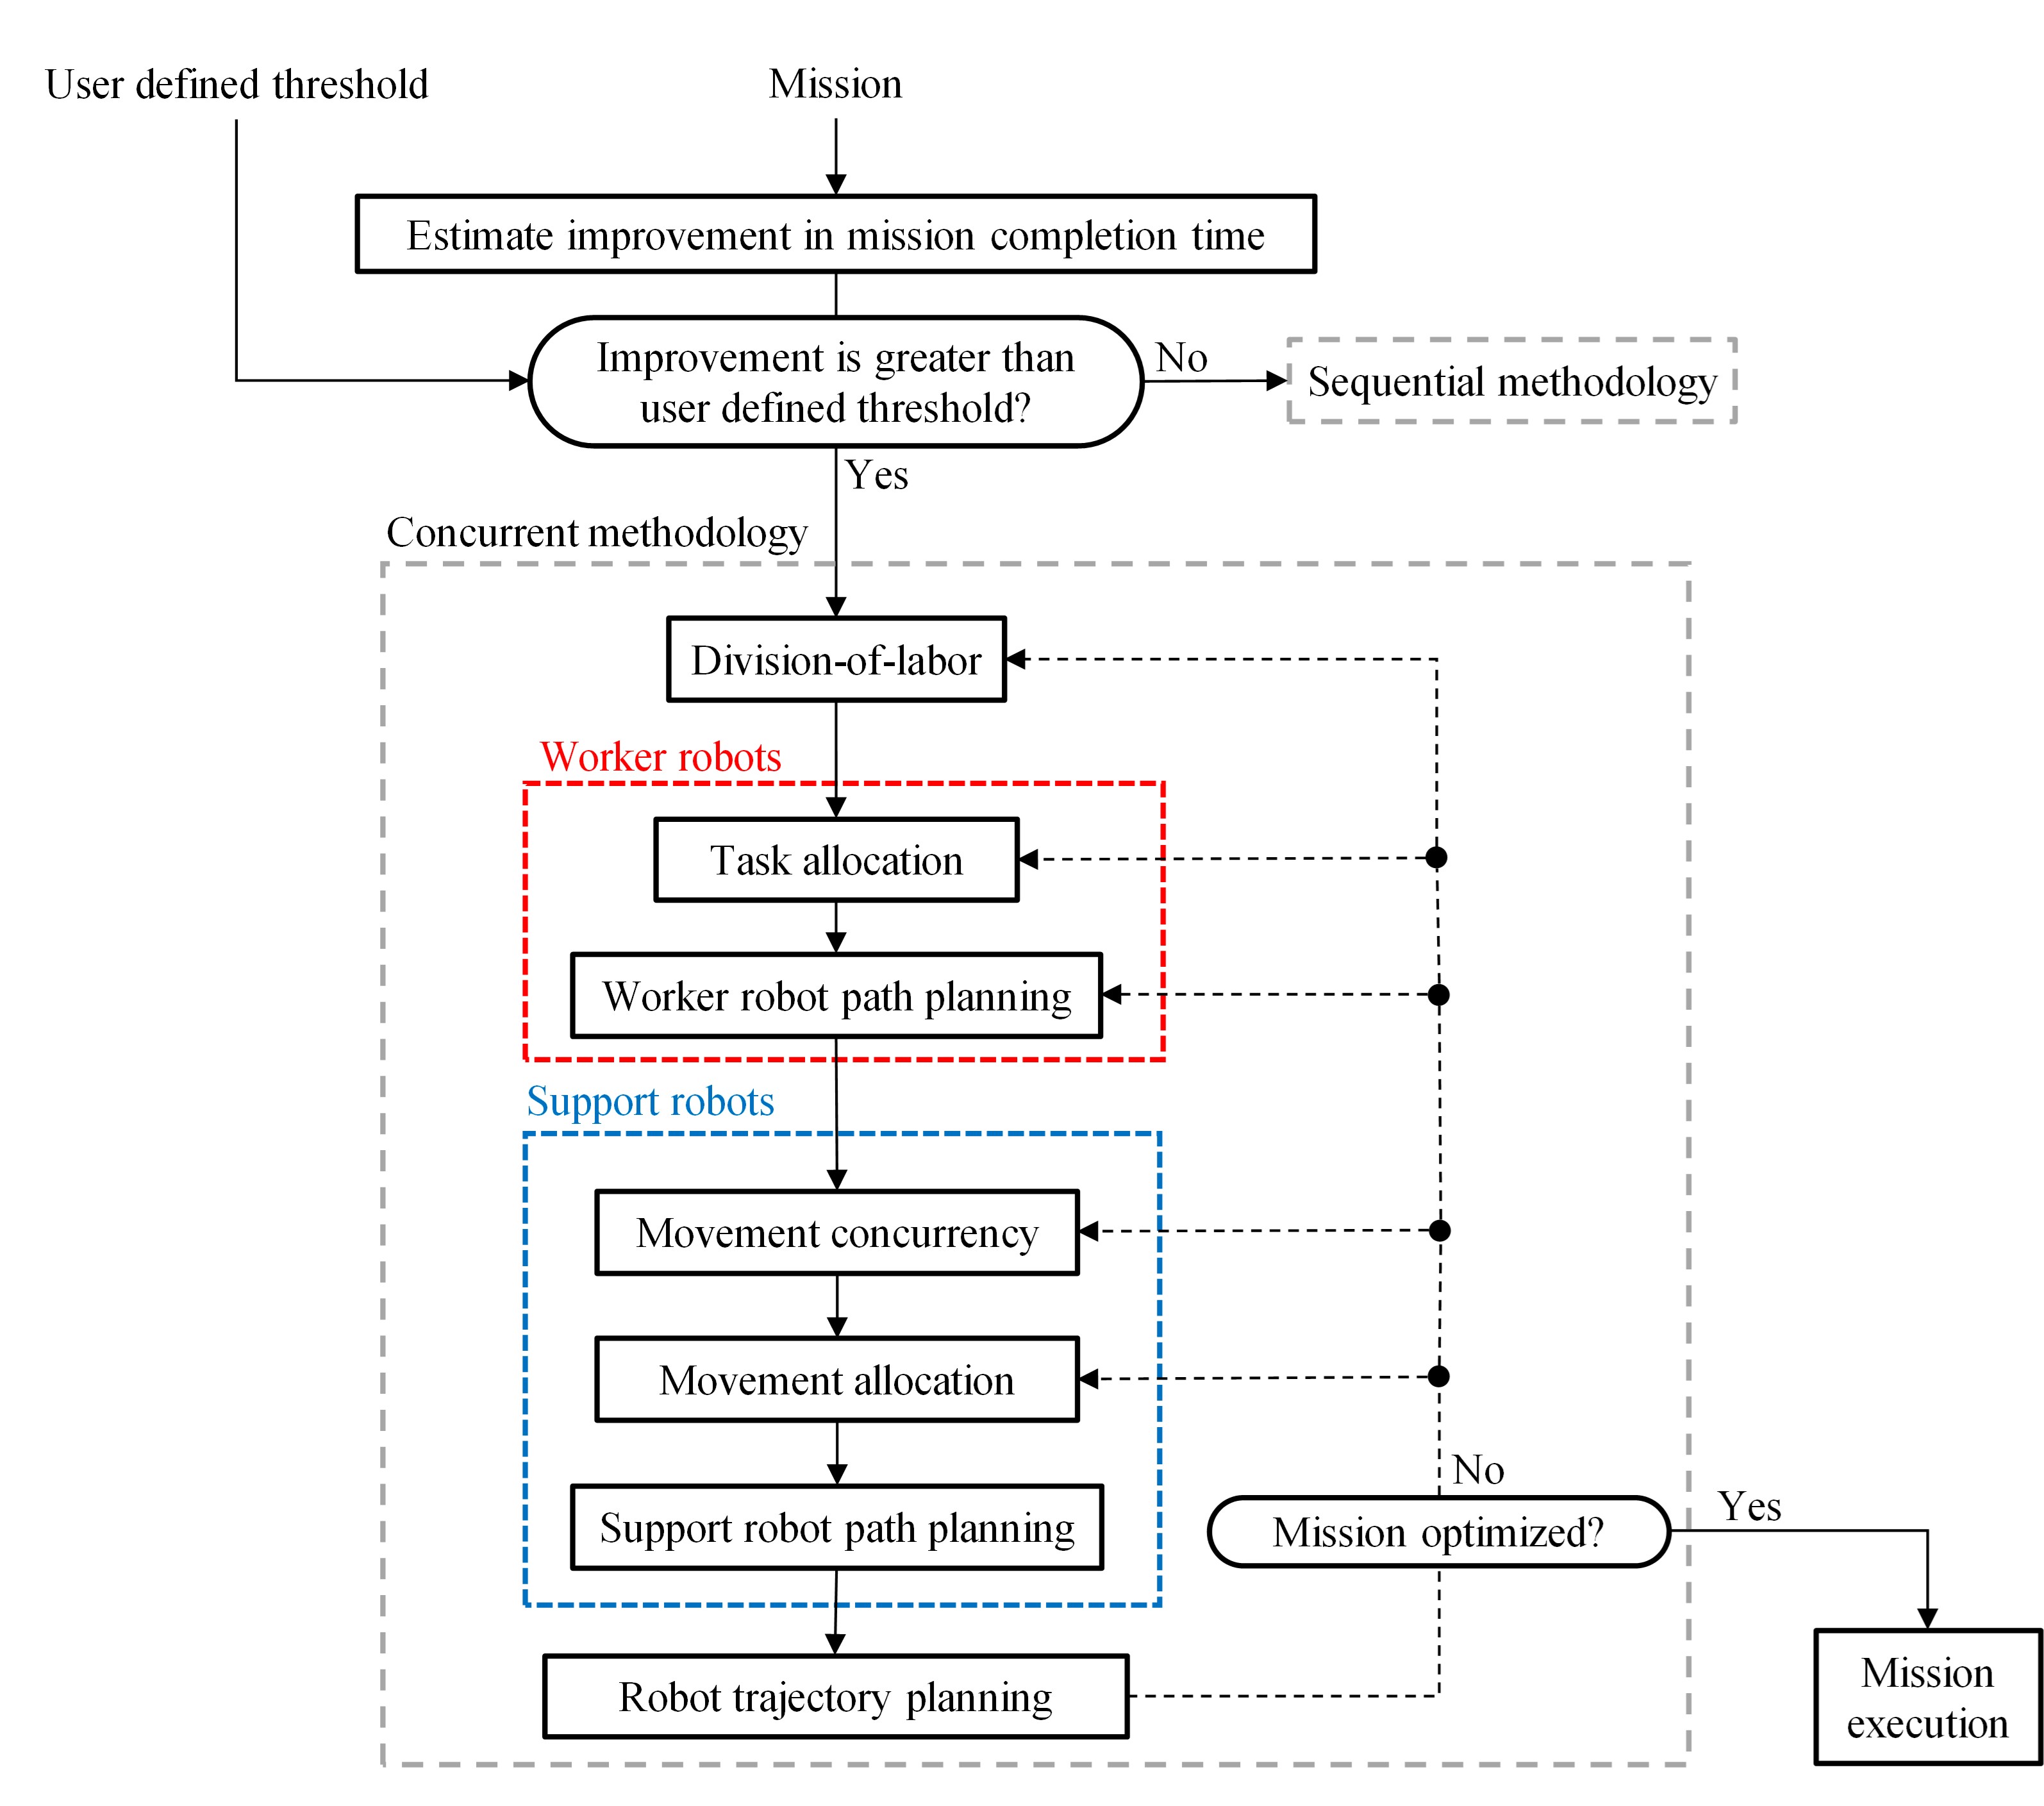 User defined threshold
Mission
Estimate improvement in mission completion time
Improvement is greater than
user defined threshold?
No
Sequential methodology
Yes
Concurrent methodology
Division-of-labor
Worker robots
Task allocation
Worker robot path planning
Support robots
Movement concurrency
Movement allocation
Support robot path planning
No
Mission optimized?
Yes
Robot trajectory planning
Mission
execution